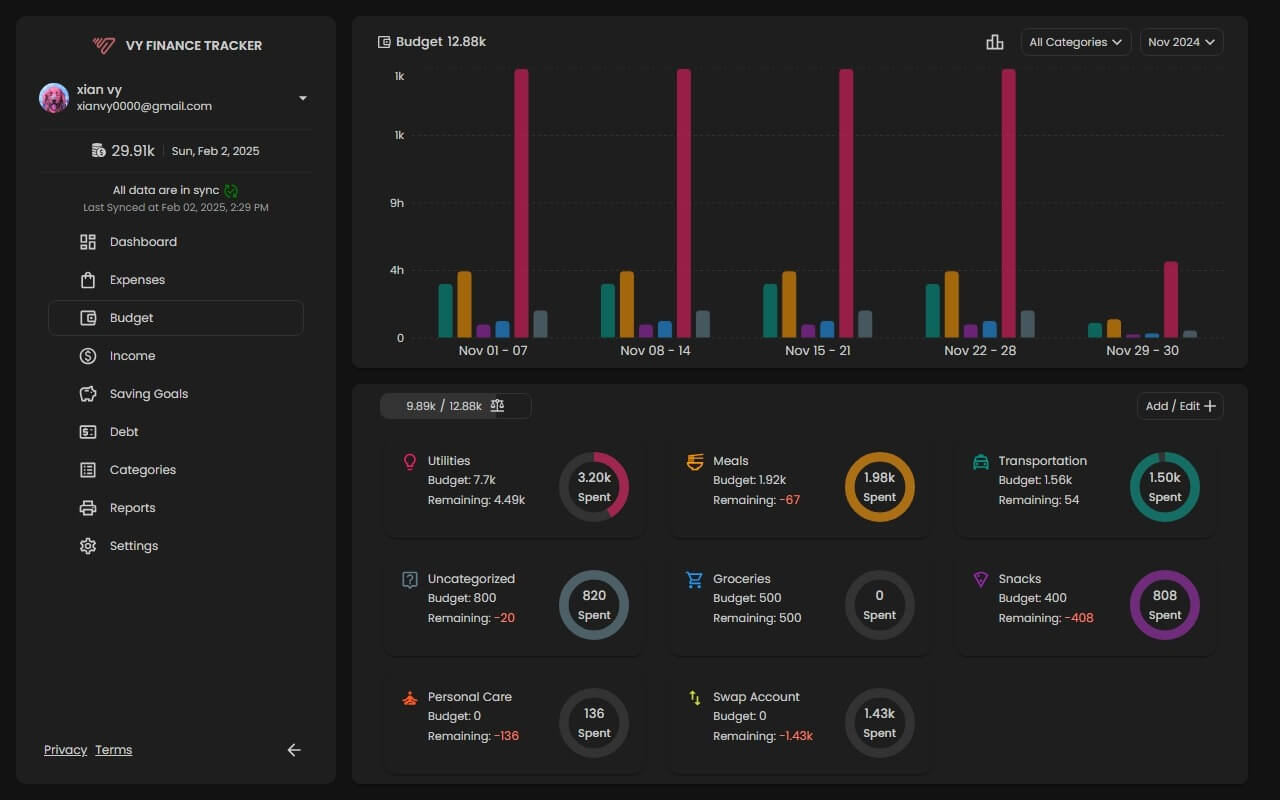 VY FINANCE TRACKER
xian vy
xianvy0000@gmail.com
29.91k
Sun, Feb 2, 2025
All data are in sync
Last Synced at Feb 02, 2025, 2:29 PM
Dashboard
Expenses
Budget
Income
Saving Goals
Debt
Categories
Reports
Settings
Privacy Terms
Budget 12.88k
All Categories
Nov 2024
1k
1k
9h
4h
0
Nov 01 - 07
Nov 08 - 14
Nov 15 - 21
Nov 22 - 28
Nov 29 - 30
9.89k / 12.88k
Add / Edit
Utilities
Budget: 7.7k
Remaining: 4.49k
3.20k
Spent
Meals
Budget: 1.92k
Remaining: -67
1.98k
Spent
Transportation
Budget: 1.56k
Remaining: 54
1.50k
Spent
Uncategorized
Budget: 800
Remaining: -20
820
Spent
Groceries
Budget: 500
Remaining: 500
0
Spent
Snacks
Budget: 400
Remaining: -408
808
Spent
Personal Care
Budget: 0
Remaining: -136
136
Spent
Swap Account
Budget: 0
Remaining: -1.43k
1.43k
Spent